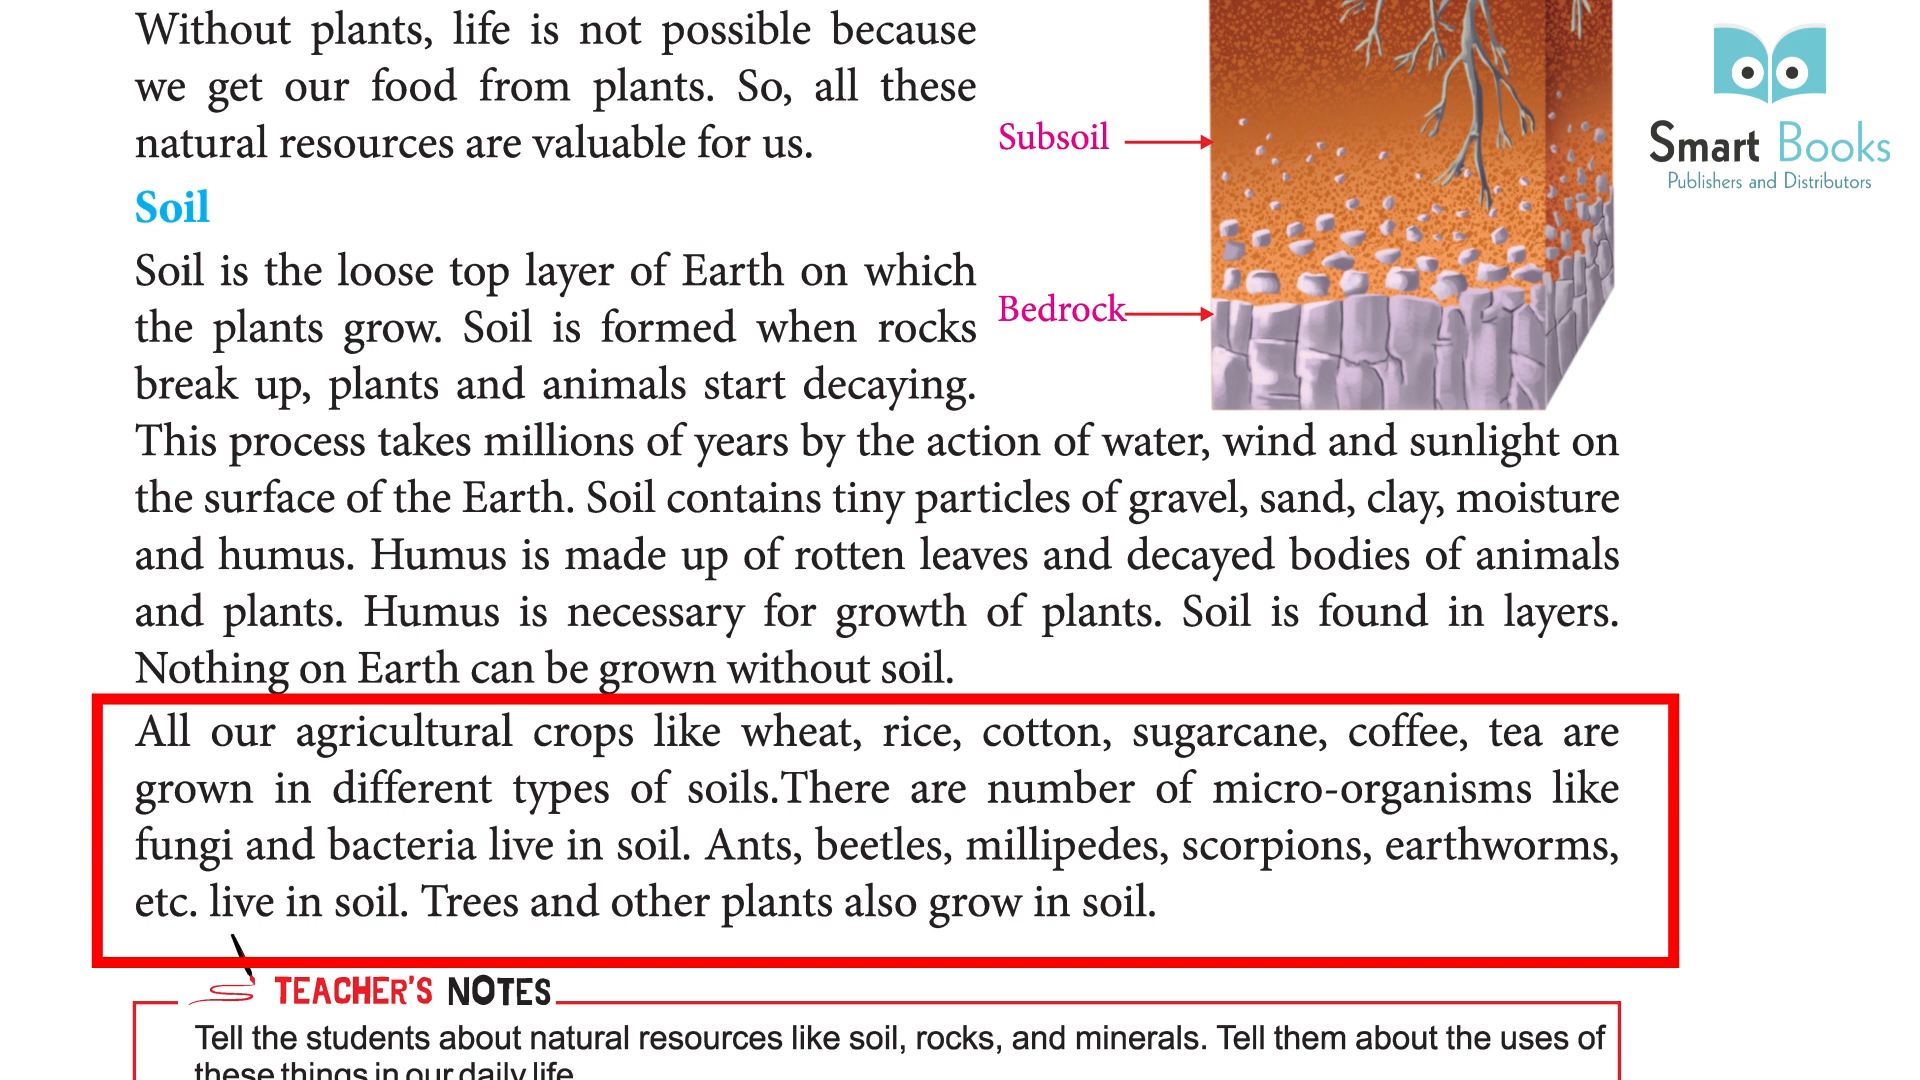 Without plants, life is not possible because
we get our food from plants. So, all these
natural resources are valuable for us.
Subsoil
Smart Books
Publishers and Distributors
Soil
Soil is the loose top layer of Earth on which
the plants grow. Soil is formed when rocks
break up, plants and animals start decaying.
Bedrock
This process takes millions of years by the action of water, wind and sunlight on
the surface of the Earth. Soil contains tiny particles of gravel, sand, clay, moisture
and humus. Humus is made up of rotten leaves and decayed bodies of animals
and plants. Humus is necessary for growth of plants. Soil is found in layers.
Nothing on Earth can be grown without soil.
All our agricultural crops like wheat, rice, cotton, sugarcane, coffee, tea are
grown in different types of soils.There are number of micro-organisms like
fungi and bacteria live in soil. Ants, beetles, millipedes, scorpions, earthworms,
etc. live in soil. Trees and other plants also grow in soil.
TEACHER'S NOTES
Tell the students about natural resources like soil, rocks, and minerals. Tell them about the uses of
these things in our daily life